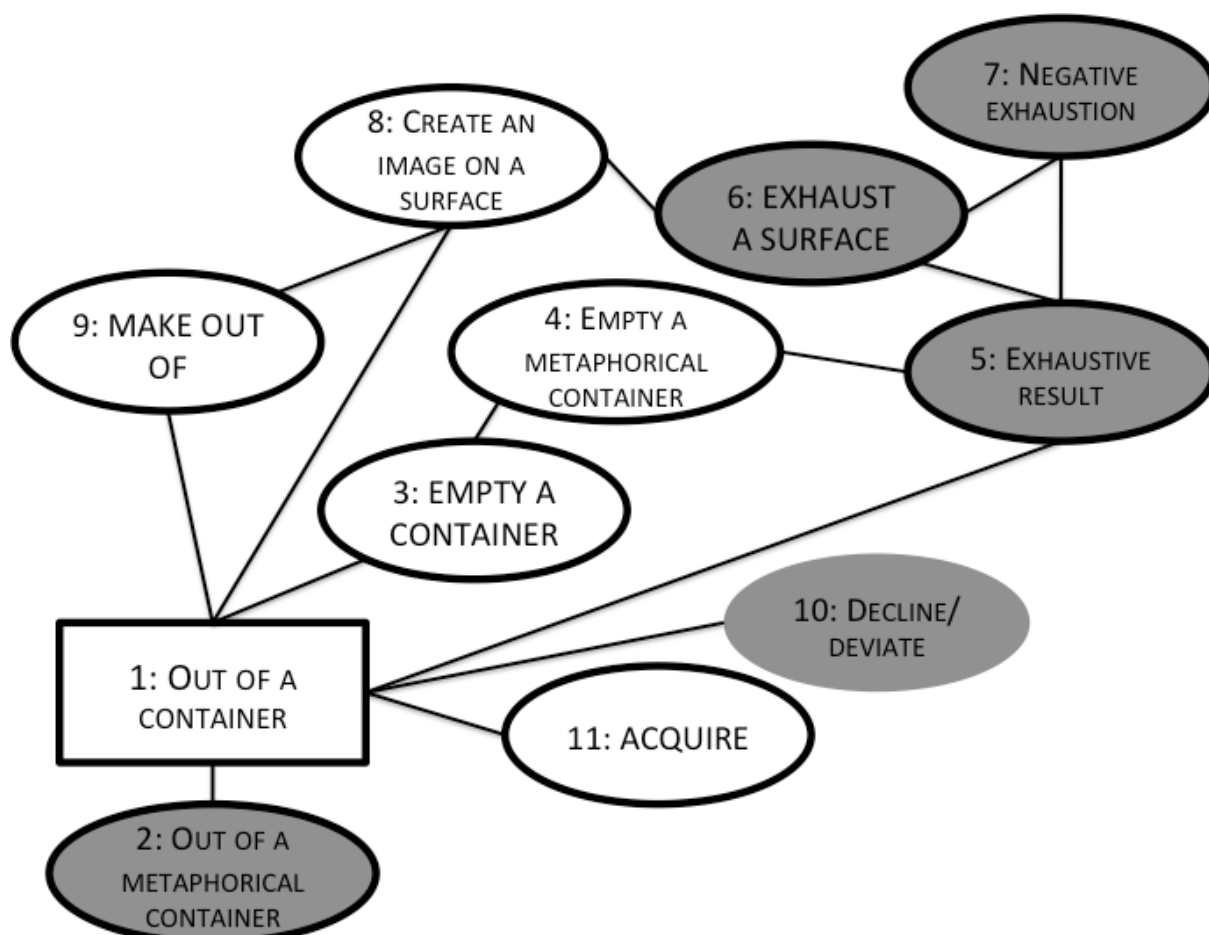 7: NEGATIVE
EXHAUSTION
8: CREATE AN
IMAGE ON A
SURFACE
6: EXHAUST
A SURFACE
9: MAKE OUT
OF
4: EMPTY A
METAPHORICAL
CONTAINER
5: EXHAUSTIVE
RESULT
3: EMPTY A
CONTAINER
10: DECLINE/
DEVIATE
1: OUT OF A
CONTAINER
11: ACQUIRE
2: OUT OF A
METAPHORICAL
CONTAINER